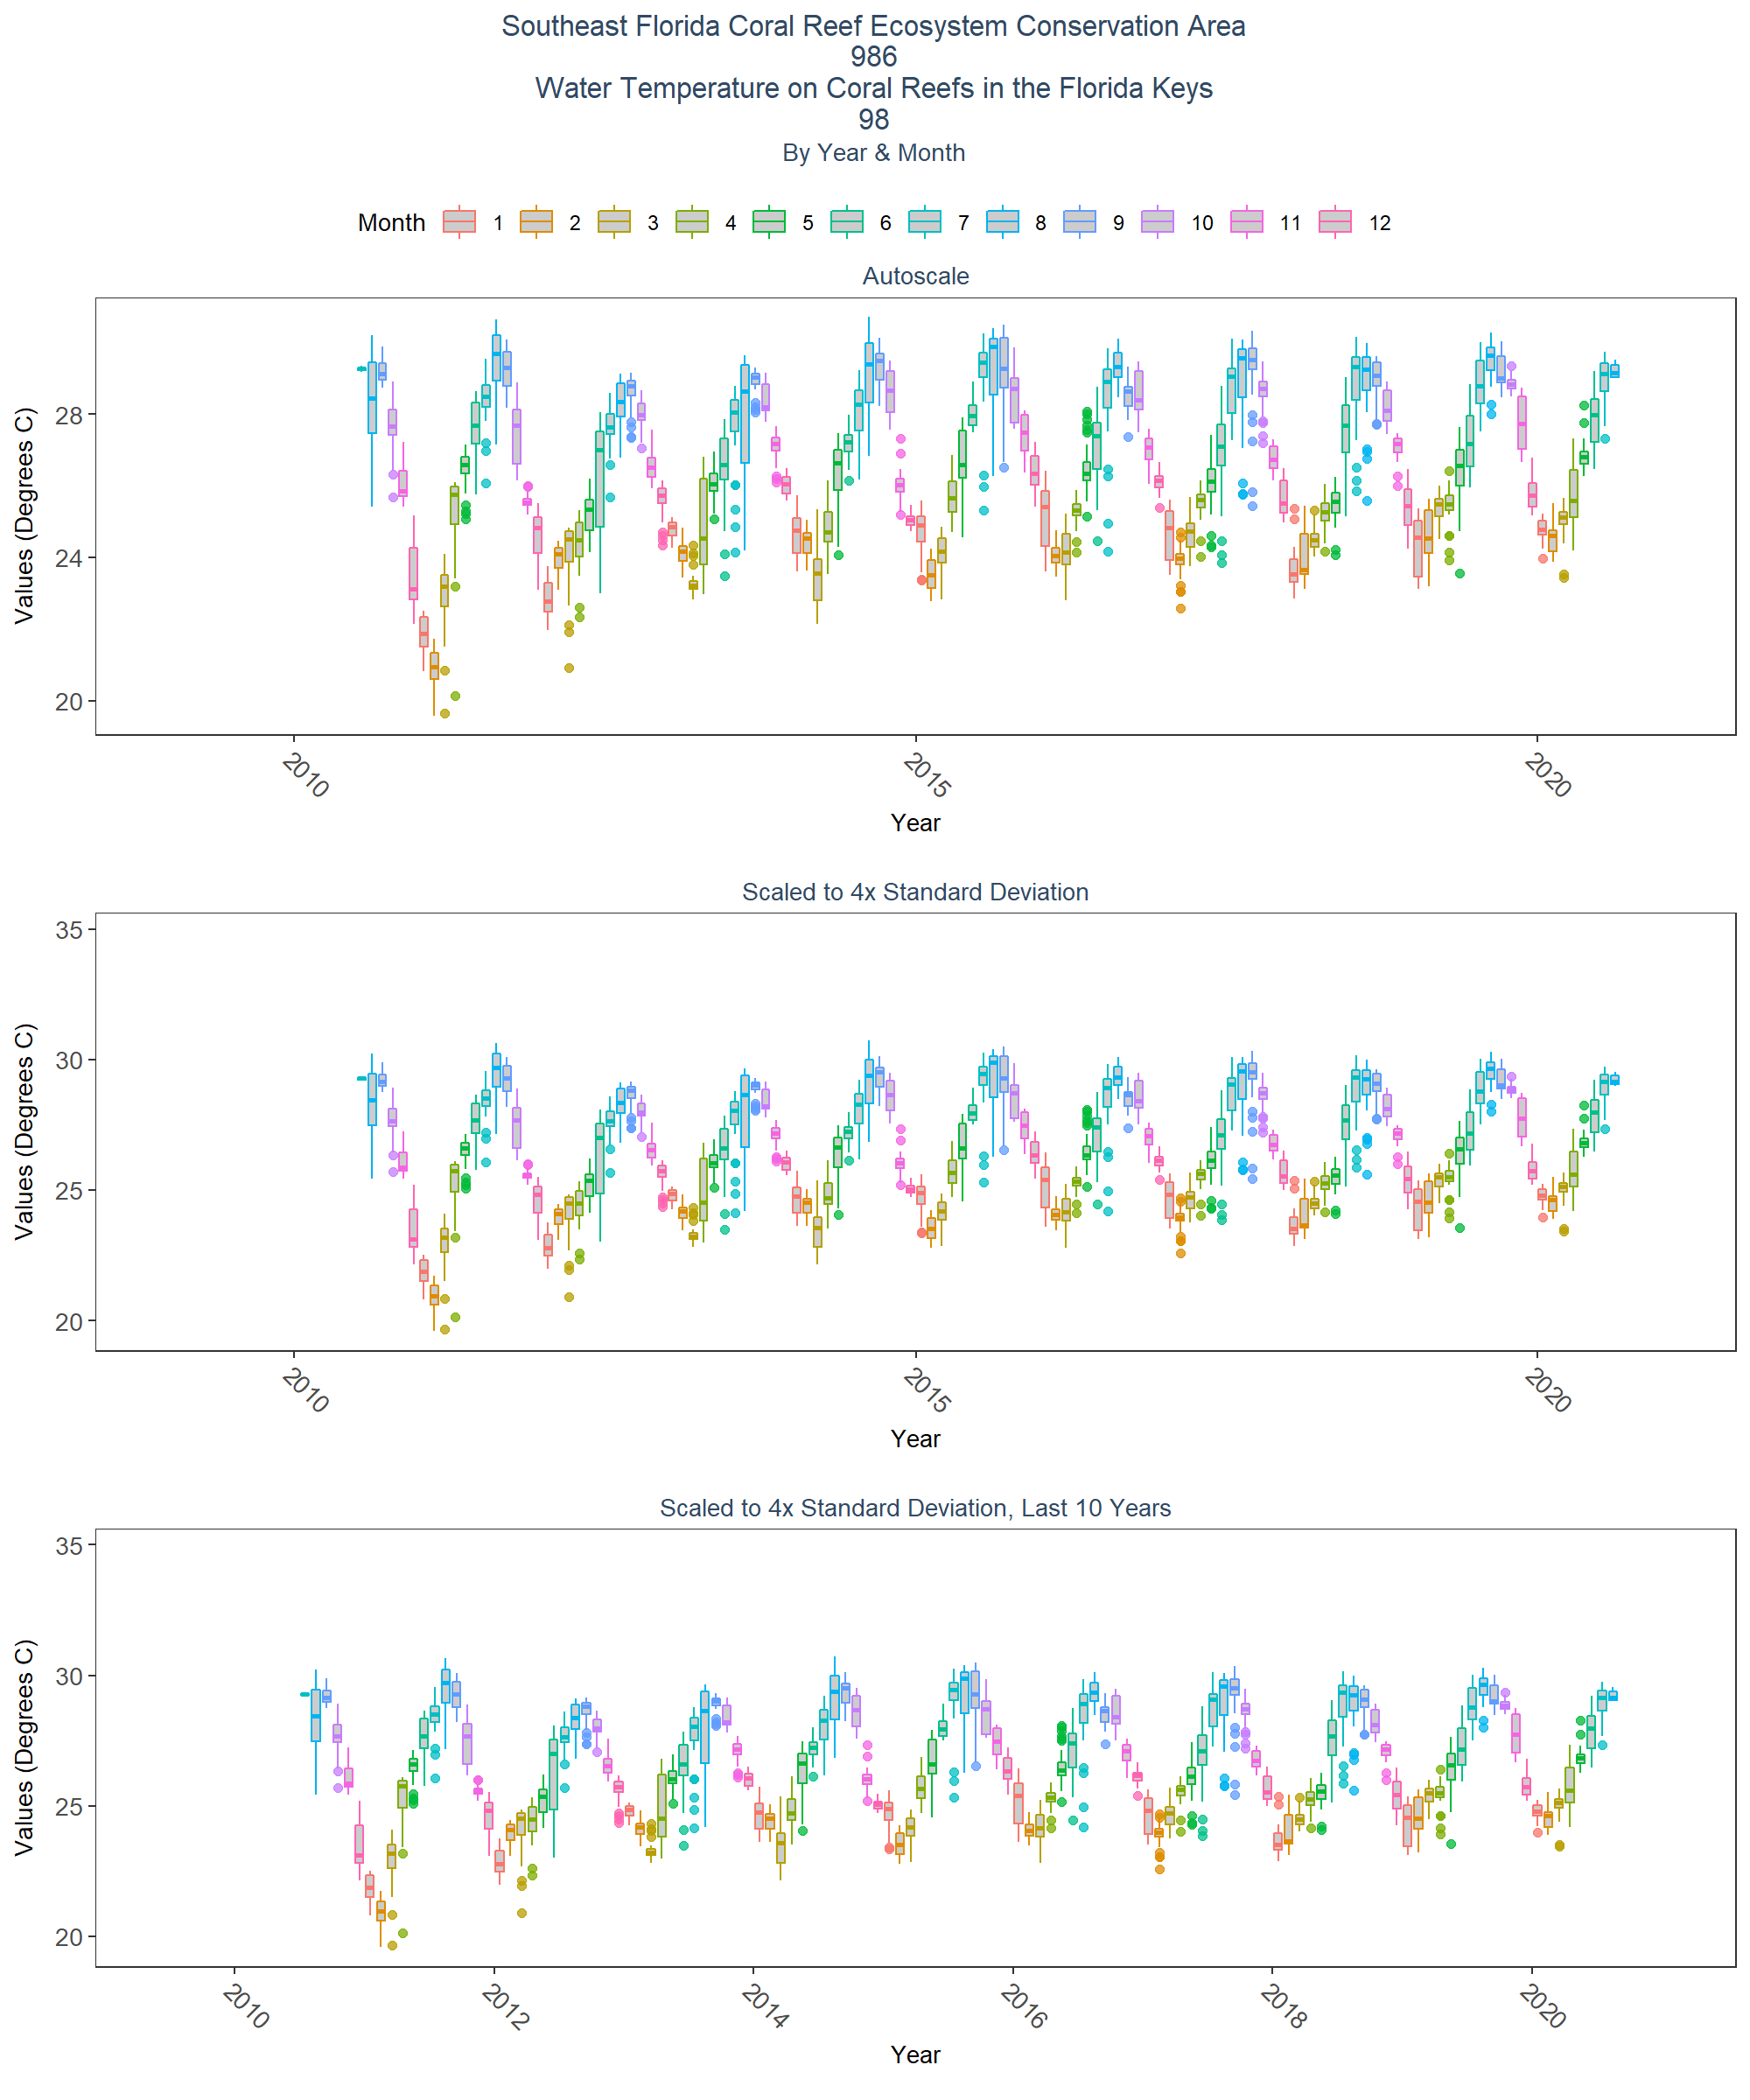 Southeast Florida Coral Reef Ecosystem Conservation Area
986
Water Temperature on Coral Reefs in the Florida Keys
98
By Year & Month
Month 1 2 3 4 5 6 7 8 9 10 11 12
Autoscale
Values (Degrees C)
28
24
20
2010 2015 2020
Year
Scaled to 4x Standard Deviation
Values (Degrees C)
35
30
25
20
2010 2015 2020
Year
Scaled to 4x Standard Deviation, Last 10 Years
Values (Degrees C)
35
30
25
20
2010 2012 2014 2016 2018 2020
Year